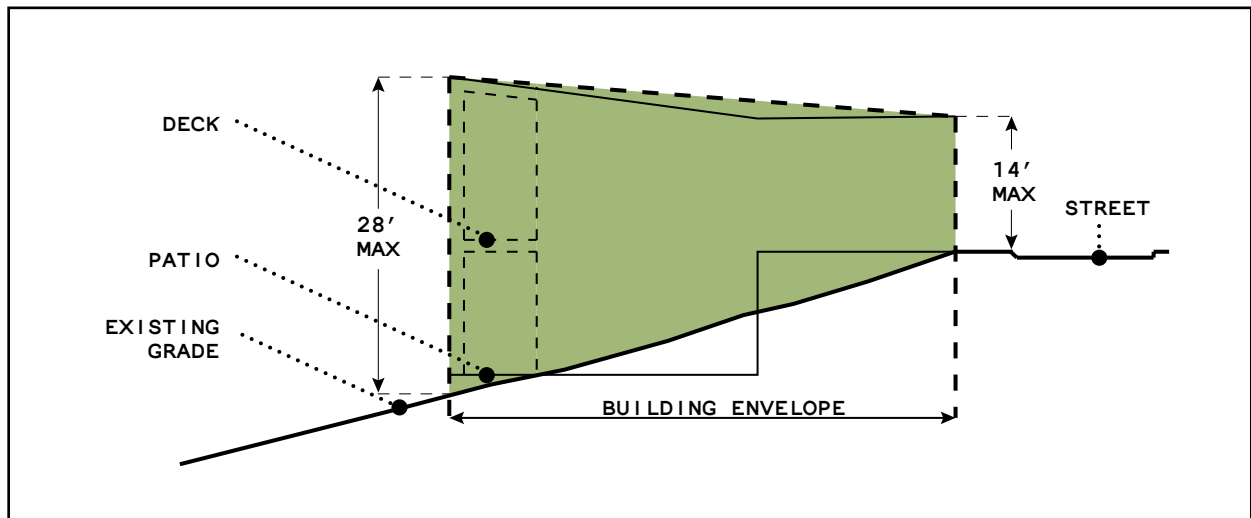 DECK
28'
MAX
14'
MAX
STREET
PATIO
EXISTING
GRADE
BUILDING ENVELOPE